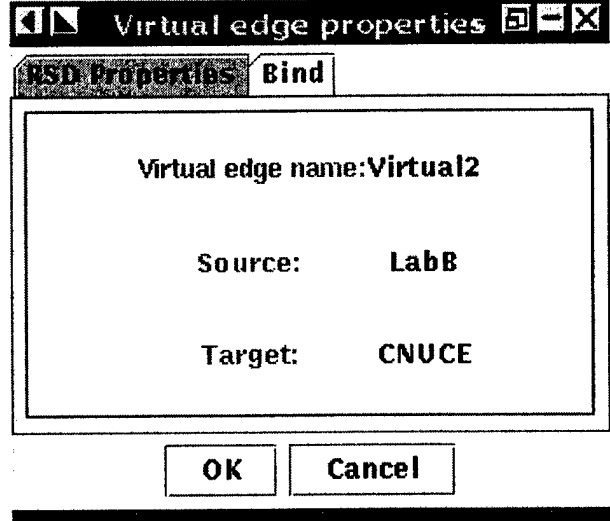 Virtual edge properties
RSD Properties Bind
Virtual edge name:Virtual2
Source: LabB
Target: CNUCE
OK Cancel